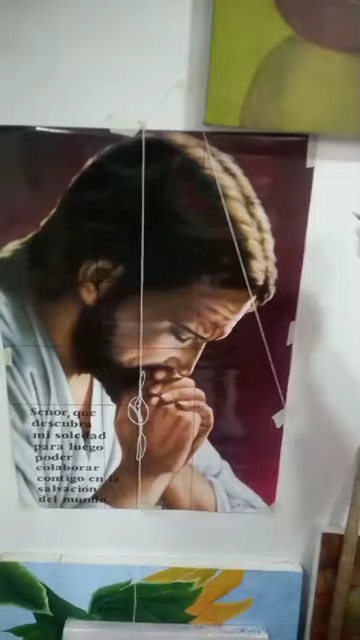 Señor, que
descubra
mi soledad
para luego
poder
colaborar
contigo en la
salvación
del mundo